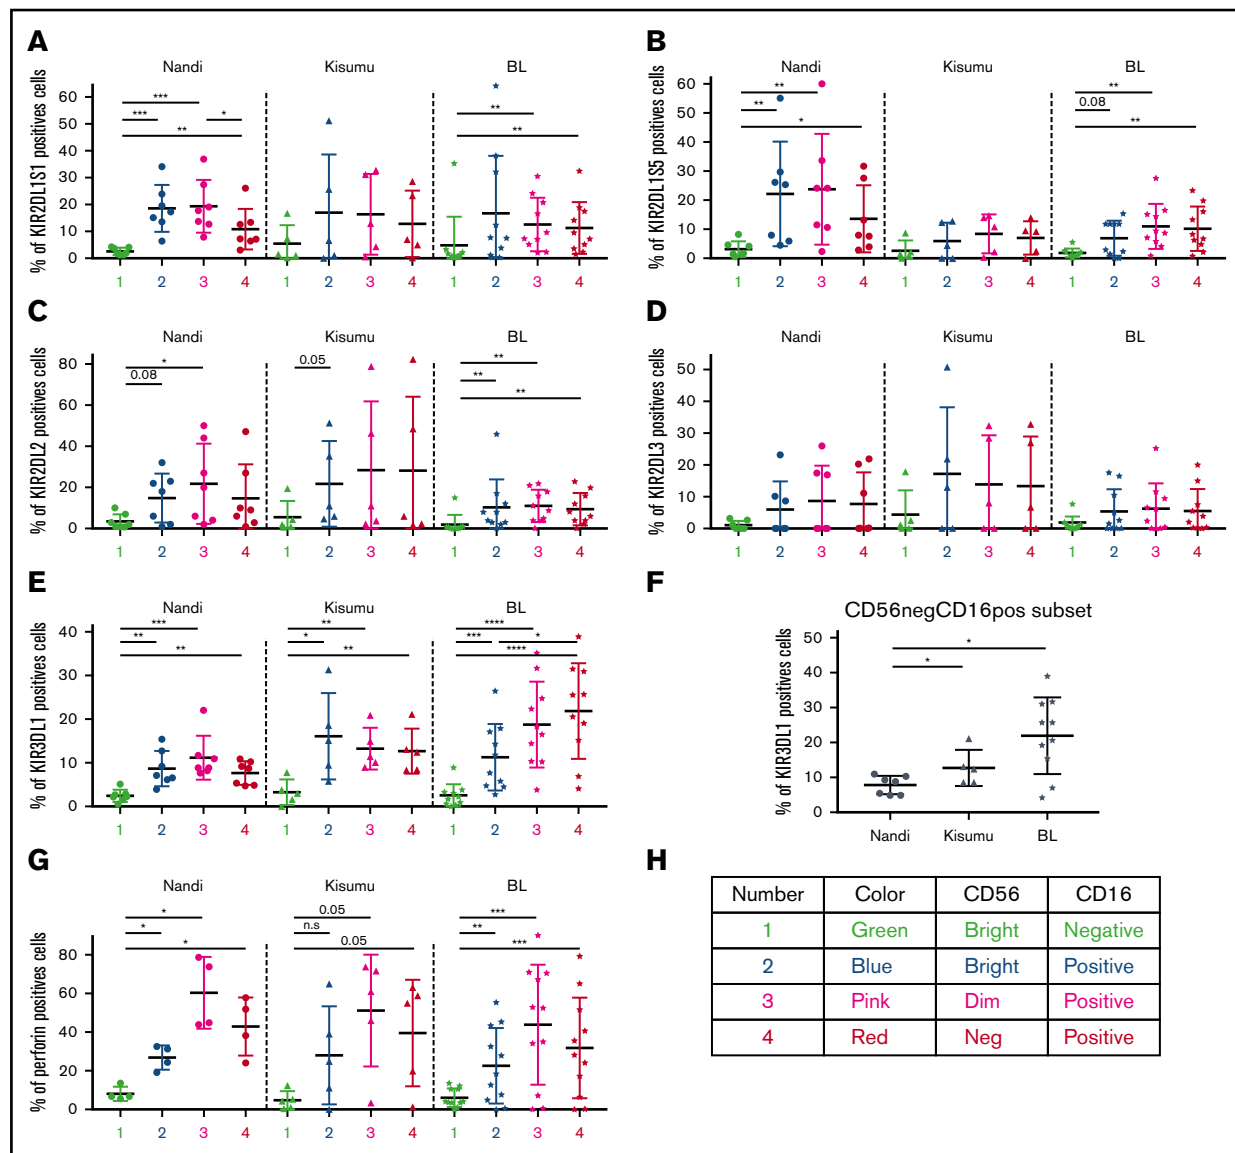 A
Nandi
Kisumu
BL
% of KIR2DL1S1 positives cells
60
50
40
30
20
10
0
***
***
*
**
**
**
1 2 3 4 1 2 3 4 1 2 3 4
B
Nandi
Kisumu
BL
% of KIR2DL1S5 positives cells
60
50
40
30
20
10
0
**
**
*
**
0.08
**
1 2 3 4 1 2 3 4 1 2 3 4
C
Nandi
Kisumu
BL
% of KIR2DL2 positives cells
80
60
40
20
0
*
0.08
0.05
**
**
**
1 2 3 4 1 2 3 4 1 2 3 4
D
Nandi
Kisumu
BL
% of KIR2DL3 positives cells
50
40
30
20
10
0
1 2 3 4 1 2 3 4 1 2 3 4
E
Nandi
Kisumu
BL
% of KIR3DL1 positives cells
40
30
20
10
0
***
**
**
**
*
**
****
***
*
****
1 2 3 4 1 2 3 4 1 2 3 4
F
CD56negCD16pos subset
% of KIR3DL1 positives cells
50
40
30
20
10
0
*
*
Nandi Kisumu BL
G
Nandi
Kisumu
BL
% of perforin positives cells
80
60
40
20
0
*
*
*
0.05
n.s
0.05
***
**
***
1 2 3 4 1 2 3 4 1 2 3 4
H
Number Color CD56 CD16
1 Green Bright Negative
2 Blue Bright Positive
3 Pink Dim Positive
4 Red Neg Positive